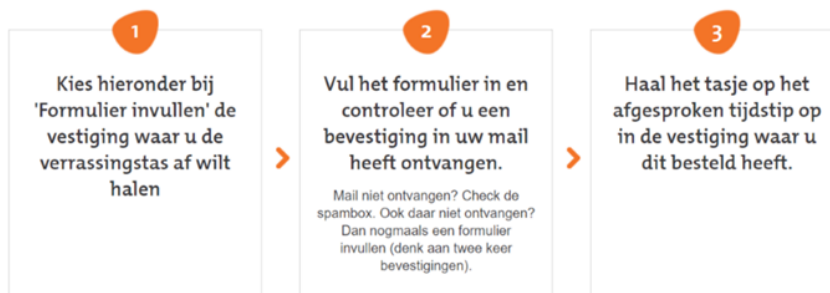 1
Kies hieronder bij
'Formulier invullen' de
vestiging waar u de
verrassingstas af wilt
halen
2
Vul het formulier in en
controleer of u een
bevestiging in uw mail
heeft ontvangen.
Mail niet ontvangen? Check de
spambox. Ook daar niet ontvangen?
Dan nogmaals een formulier
invullen (denk aan twee keer
bevestigingen).
3
Haal het tasje op het
afgesproken tijdstip op
in de vestiging waar u
dit besteld heeft.